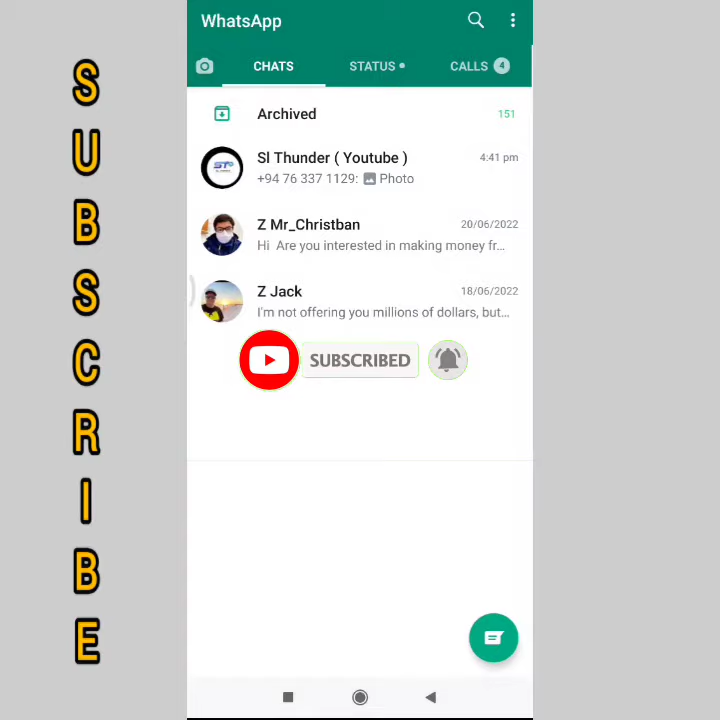 SUBSCRIBE
WhatsApp
CHATS
STATUS
CALLS 4
Archived
151
Sl Thunder ( Youtube )
4:41 pm
+94 76 337 1129: Photo
Z Mr_Christban
20/06/2022
Hi Are you interested in making money fr...
Z Jack
18/06/2022
I'm not offering you millions of dollars, but...
SUBSCRIBED
ST